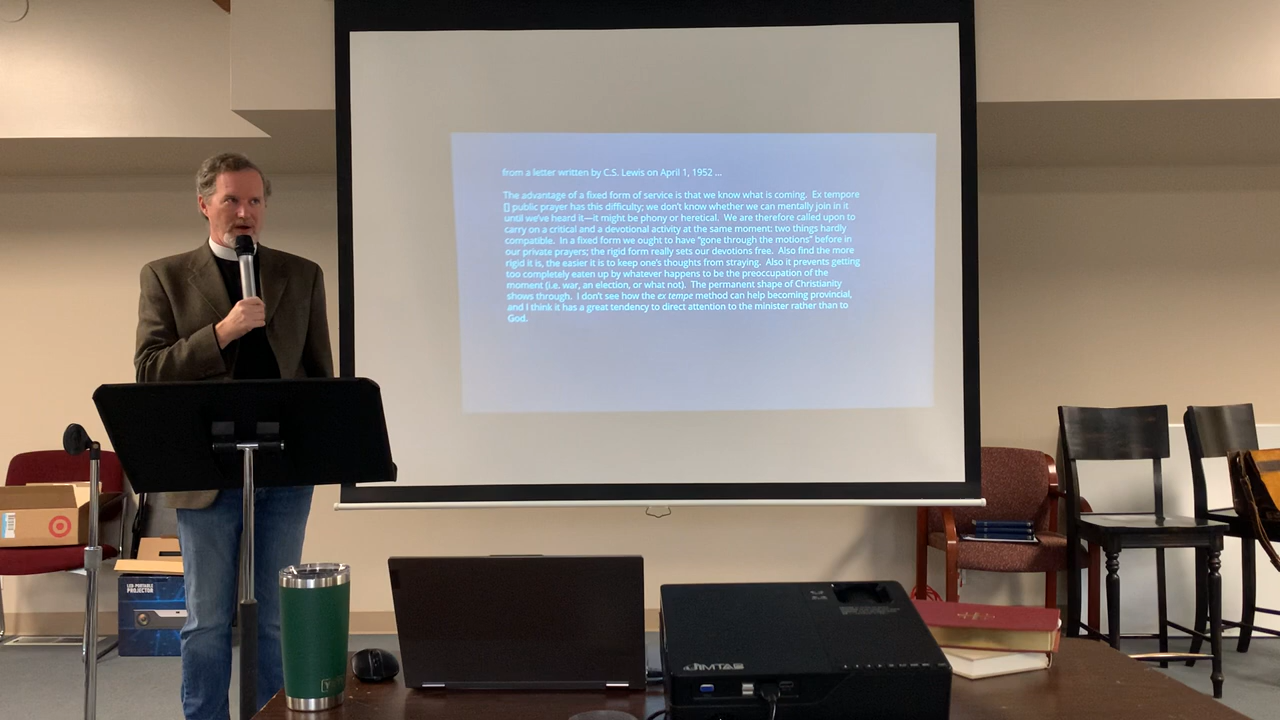 from a letter written by C.S. Lewis on April 1, 1952 ...
The advantage of a fixed form of service is that we know what is coming. Ex tempore
[] public prayer has this difficulty; we don't know whether we can mentally join in it
until we've heard it—it might be phony or heretical. We are therefore called upon to
carry on a critical and a devotional activity at the same moment: two things hardly
compatible. In a fixed form we ought to have "gone through the motions" before in
our private prayers; the rigid form really sets our devotions free. Also find the more
rigid it is, the easier it is to keep one's thoughts from straying. Also it prevents getting
too completely eaten up by whatever happens to be the preoccupation of the
moment (i.e. war, an election, or what not). The permanent shape of Christianity
shows through. I don't see how the ex tempe method can help becoming provincial,
and I think it has a great tendency to direct attention to the minister rather than to
God.
LCD PORTABLE
PROJECTOR
JIMTAB